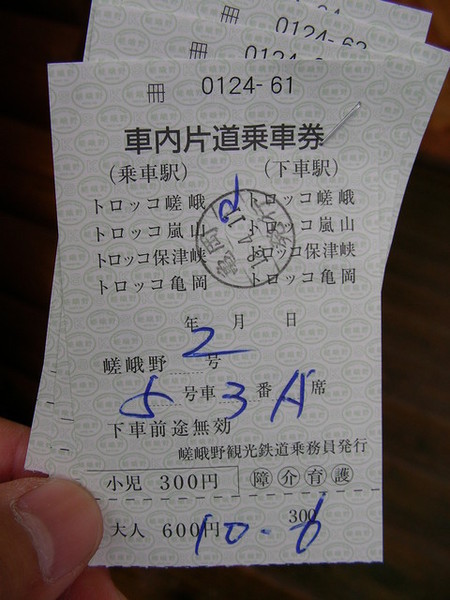 冊 0124-61
車内片道乗車券
(乗車駅) (下車駅)
トロッコ嵯峨 トロッコ嵯峨
トロッコ嵐山 トロッコ嵐山
トロッコ保津峡 トロッコ保津峡
トロッコ亀岡 トロッコ亀岡
年 月 日
嵯峨野 2 号
5 号車 3 番 A 席
下車前途無効
嵯峨野観光鉄道乗務員発行
小児 300円 障 介 育 護
大人 600円 300
10-6